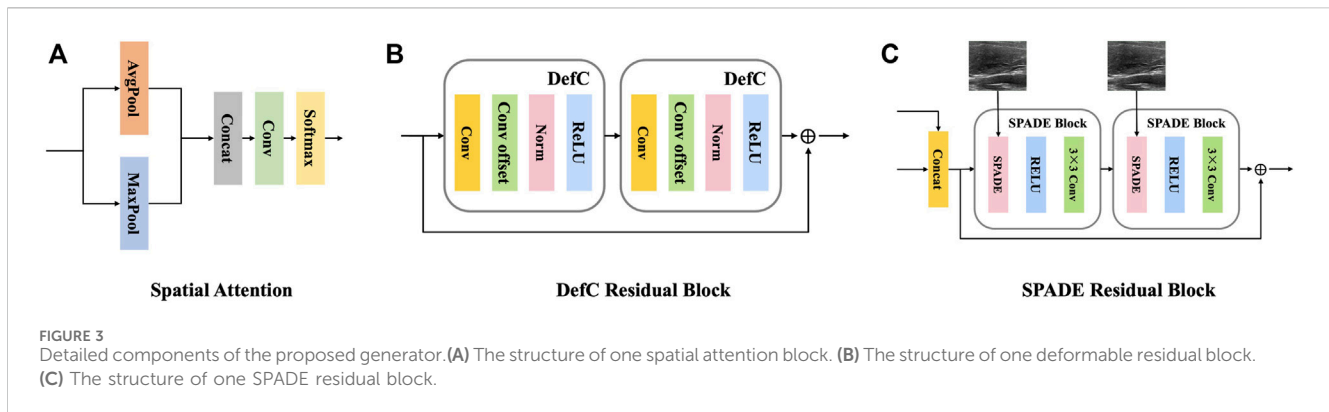 A
AvgPool
MaxPool
Concat
Conv
Softmax
Spatial Attention
B
DefC
Conv
Conv offset
Norm
ReLU
DefC
Conv
Conv offset
Norm
ReLU
⊕
DefC Residual Block
C
Concat
SPADE Block
SPADE
RELU
3×3 Conv
SPADE Block
SPADE
RELU
3×3 Conv
⊕
SPADE Residual Block
FIGURE 3
Detailed components of the proposed generator.(A) The structure of one spatial attention block. (B) The structure of one deformable residual block.
(C) The structure of one SPADE residual block.